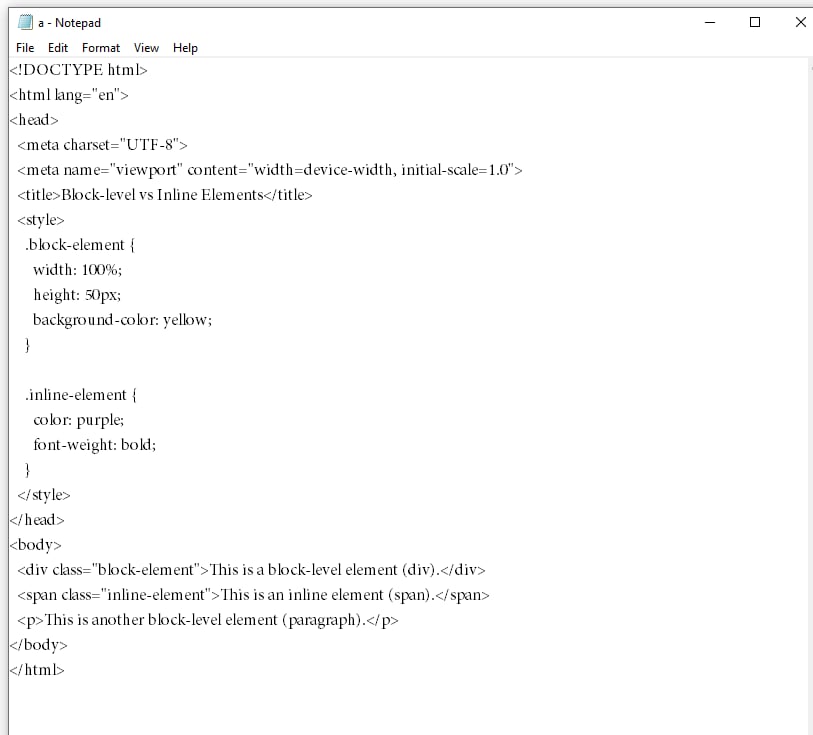 a - Notepad
File Edit Format View Help
<!DOCTYPE html>
<html lang="en">
<head>
  <meta charset="UTF-8">
  <meta name="viewport" content="width=device-width, initial-scale=1.0">
  <title>Block-level vs Inline Elements</title>
  <style>
    .block-element {
      width: 100%;
      height: 50px;
      background-color: yellow;
    }

    .inline-element {
      color: purple;
      font-weight: bold;
    }
  </style>
</head>
<body>
  <div class="block-element">This is a block-level element (div).</div>
  <span class="inline-element">This is an inline element (span).</span>
  <p>This is another block-level element (paragraph).</p>
</body>
</html>